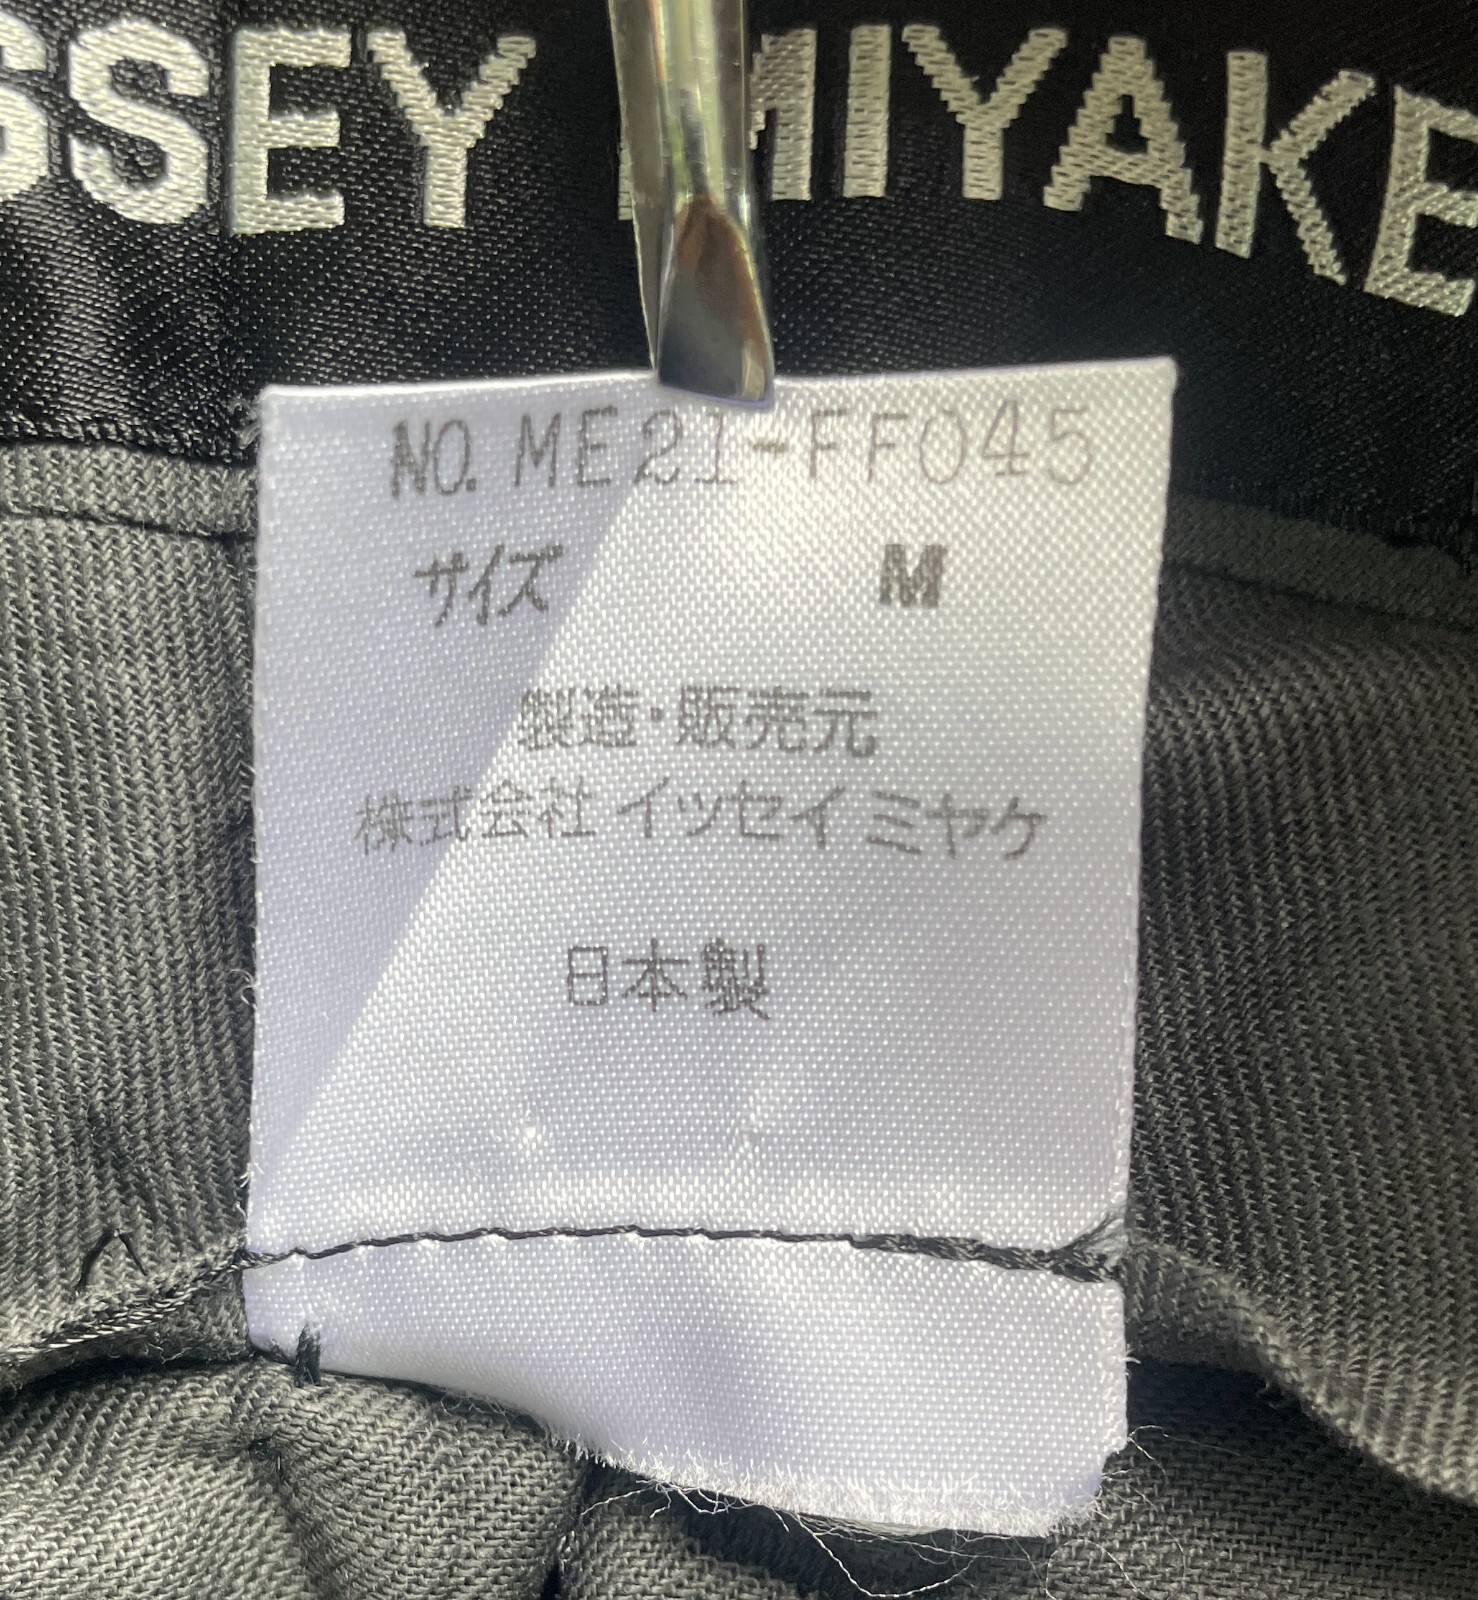 SSEY MIYAKE
NO. ME21-FF045
サイズ M
製造・販売元
株式会社 イッセイ ミヤケ
日本製